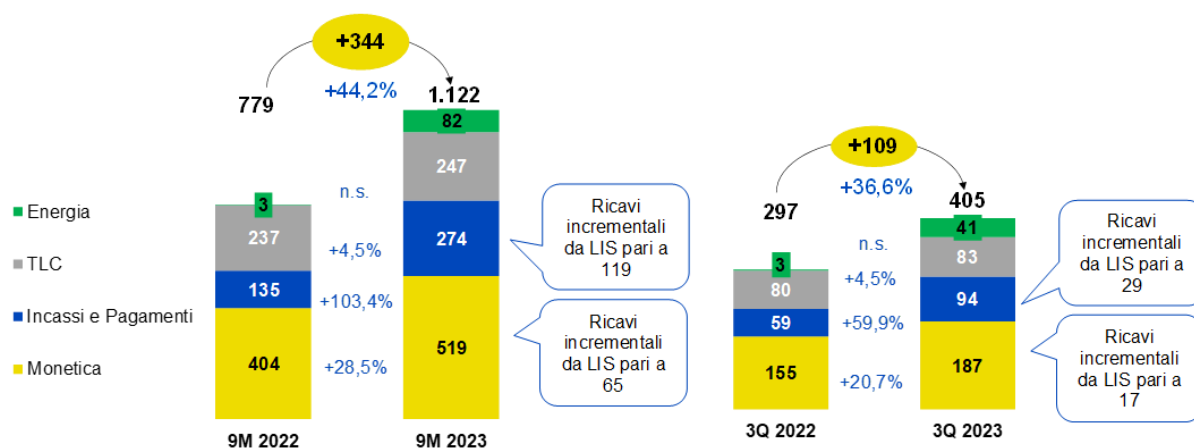 +344
+44,2%
779
1.122
82
247
274
519
3
237
135
404
n.s.
+4,5%
+103,4%
+28,5%
Energia
TLC
Incassi e Pagamenti
Monetica
Ricavi
incrementali
da LIS pari a
119
Ricavi
incrementali
da LIS pari a
65
9M 2022
9M 2023
+109
+36,6%
297
405
3
80
59
155
n.s.
+4,5%
+59,9%
+20,7%
41
83
94
187
Ricavi
incrementali
da LIS pari a
29
Ricavi
incrementali
da LIS pari a
17
3Q 2022
3Q 2023